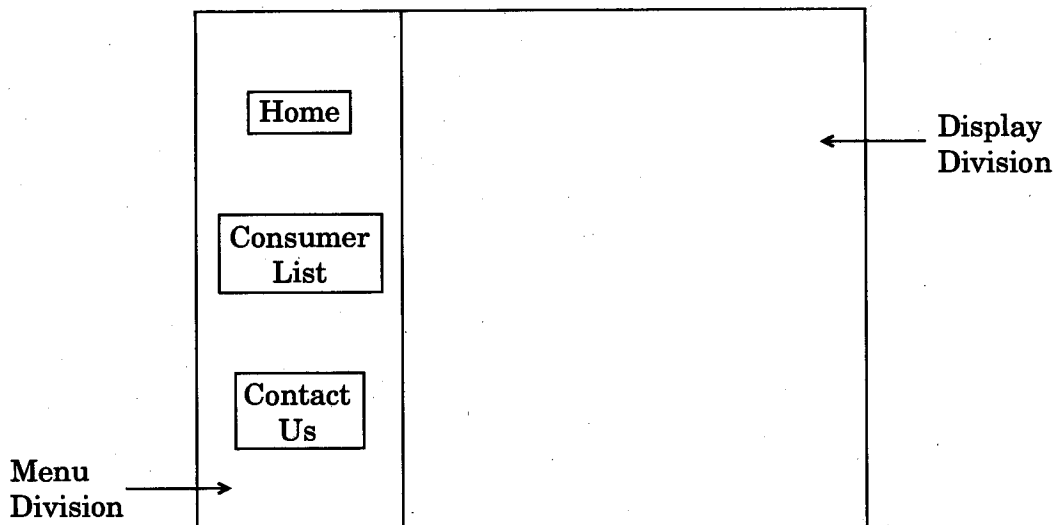 Home
Display
Division
Consumer
List
Contact
Us
Menu
Division